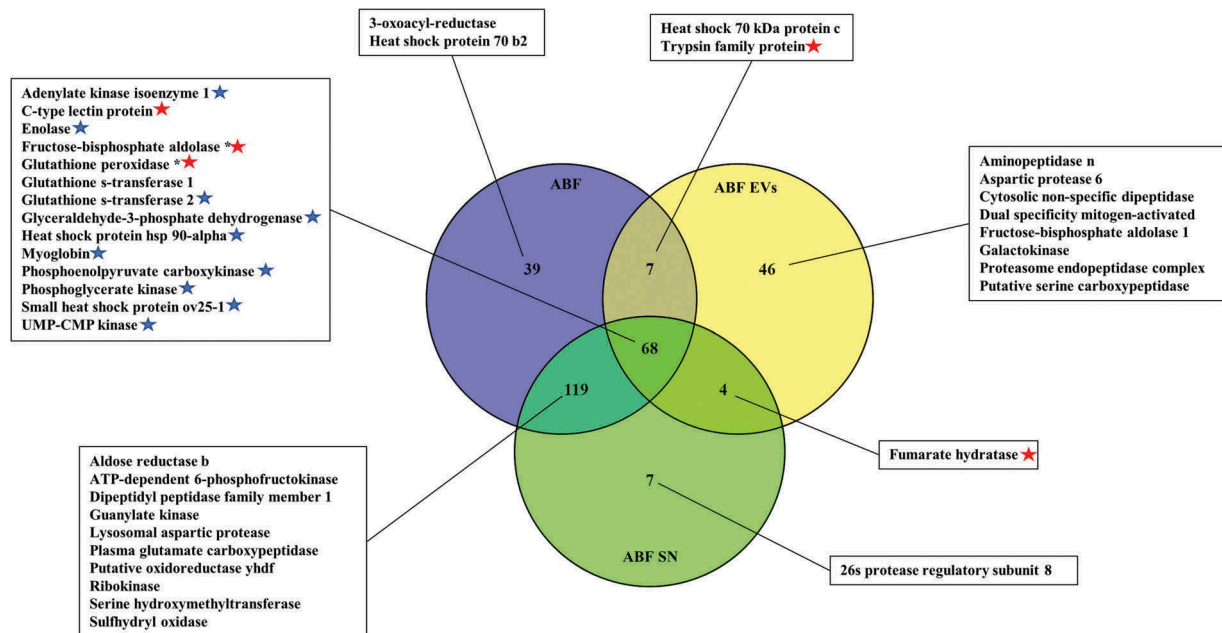 3-oxoacyl-reductase
Heat shock protein 70 b2
Heat shock 70 kDa protein c
Trypsin family protein
Adenylate kinase isoenzyme 1
C-type lectin protein
Enolase
Fructose-bisphosphate aldolase *
Glutathione peroxidase *
Glutathione s-transferase 1
Glutathione s-transferase 2
Glyceraldehyde-3-phosphate dehydrogenase
Heat shock protein hsp 90-alpha
Myoglobin
Phosphoenolpyruvate carboxykinase
Phosphoglycerate kinase
Small heat shock protein ov25-1
UMP-CMP kinase
ABF
ABF EVs
39
7
46
68
119
4
7
ABF SN
Aminopeptidase n
Aspartic protease 6
Cytosolic non-specific dipeptidase
Dual specificity mitogen-activated
Fructose-bisphosphate aldolase 1
Galactokinase
Proteasome endopeptidase complex
Putative serine carboxypeptidase
Fumarate hydratase
Aldose reductase b
ATP-dependent 6-phosphofructokinase
Dipeptidyl peptidase family member 1
Guanylate kinase
Lysosomal aspartic protease
Plasma glutamate carboxypeptidase
Putative oxidoreductase yhdf
Ribokinase
Serine hydroxymethyltransferase
Sulfhydryl oxidase
26s protease regulatory subunit 8